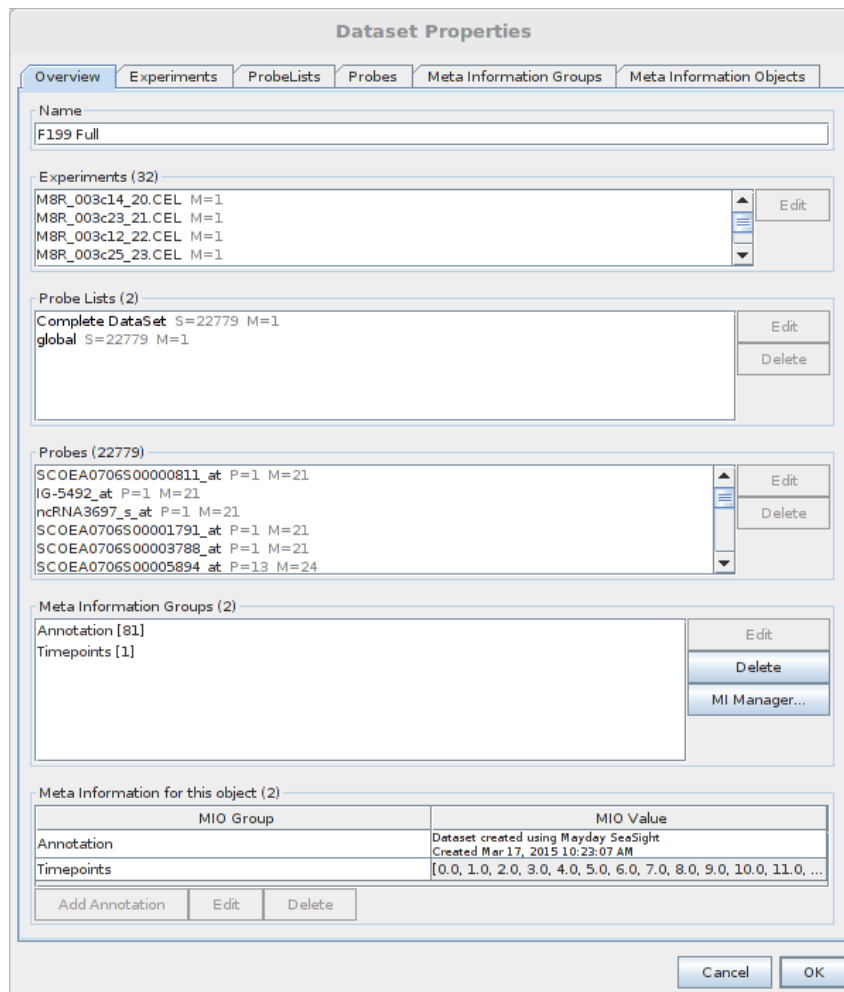 Dataset Properties
Overview Experiments ProbeLists Probes Meta Information Groups Meta Information Objects
Name
F199 Full
Experiments (32)
M8R_003c14_20.CEL M=1
M8R_003c23_21.CEL M=1
M8R_003c12_22.CEL M=1
M8R_003c25_23.CEL M=1
Edit
Probe Lists (2)
Complete DataSet S=22779 M=1
global S=22779 M=1
Edit
Delete
Probes (22779)
SCOEA0706S00000811_at P=1 M=21
IG-5492_at P=1 M=21
ncRNA3697_s_at P=1 M=21
SCOEA0706S00001791_at P=1 M=21
SCOEA0706S00003788_at P=1 M=21
SCOEA0706S00005894_at P=13 M=24
Edit
Delete
Meta Information Groups (2)
Annotation [81]
Timepoints [1]
Edit
Delete
MI Manager...
Meta Information for this object (2)
MIO Group MIO Value
Annotation Dataset created using Mayday SeaSight
Created Mar 17, 2015 10:23:07 AM
Timepoints [0.0, 1.0, 2.0, 3.0, 4.0, 5.0, 6.0, 7.0, 8.0, 9.0, 10.0, 11.0, ...
Add Annotation Edit Delete
Cancel OK